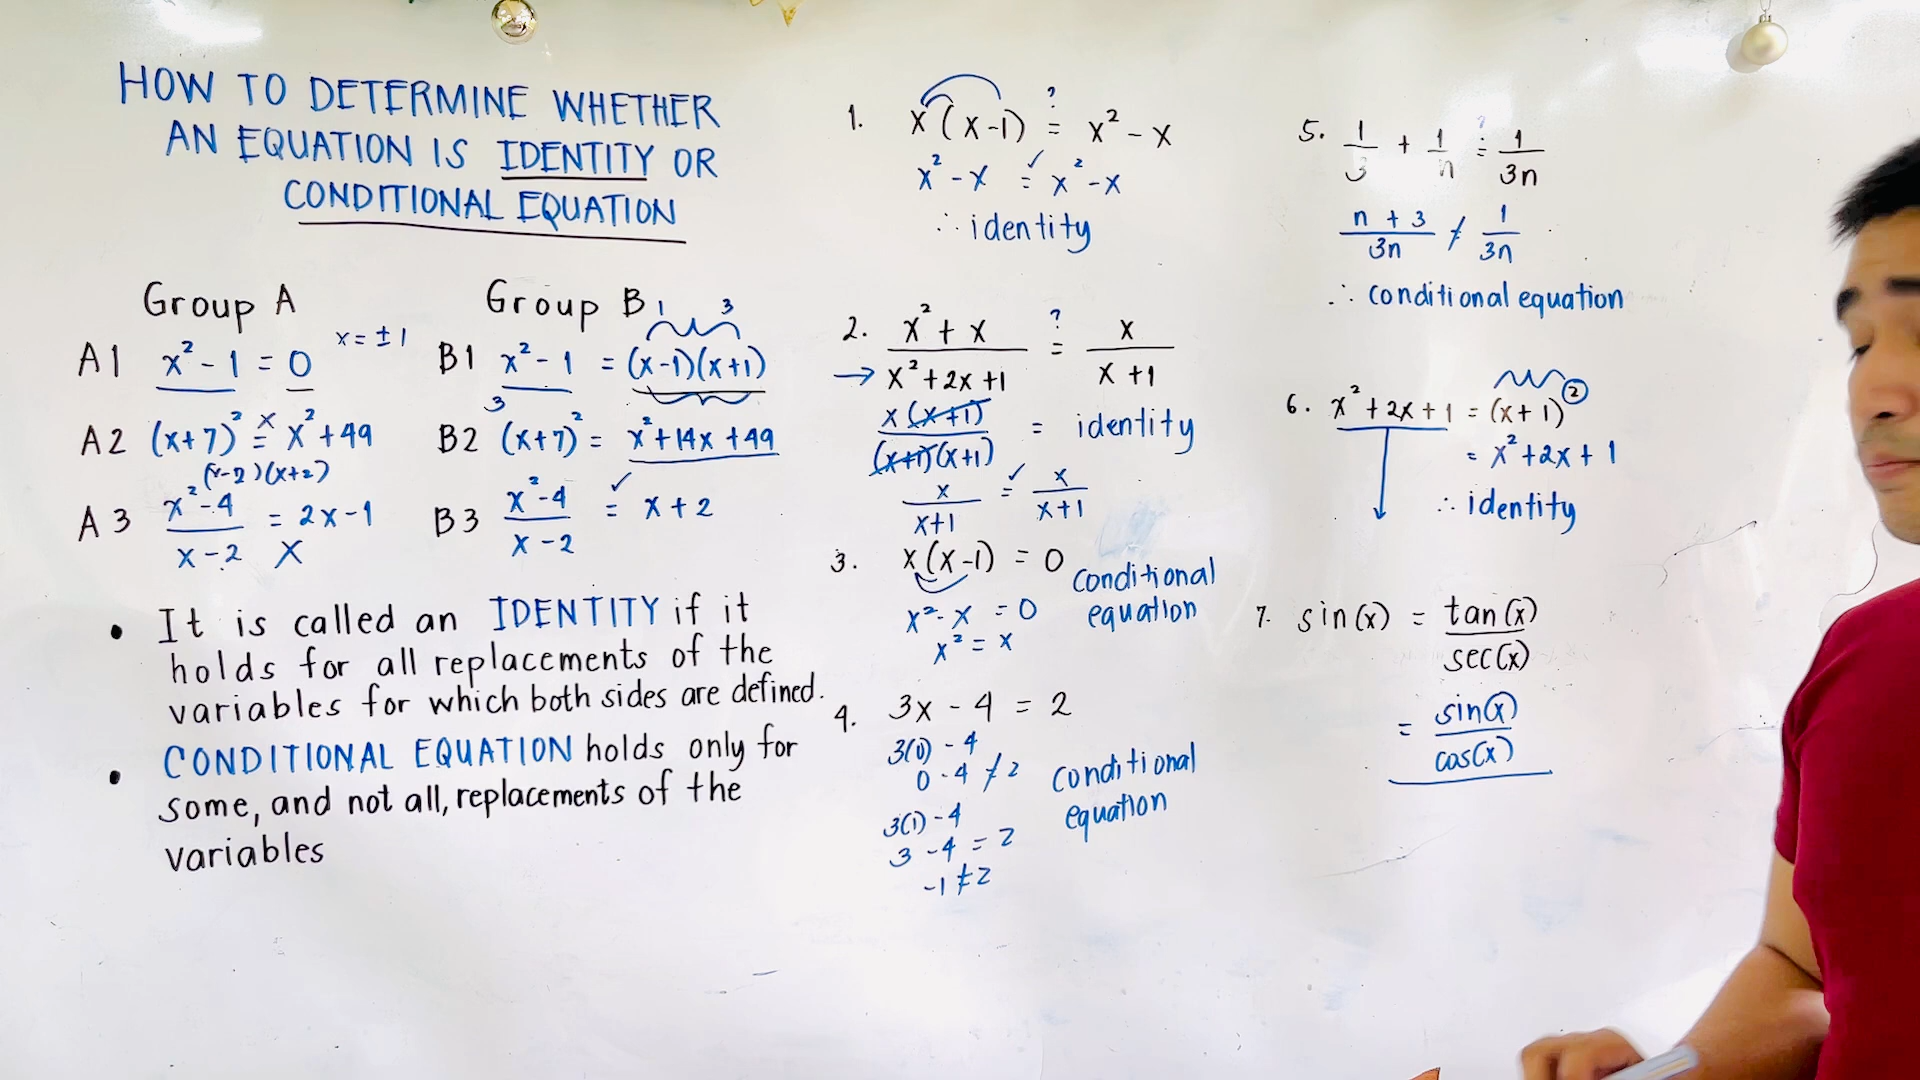 HOW TO DETERMINE WHETHER
AN EQUATION IS IDENTITY OR
CONDITIONAL EQUATION
Group A
A1 x² - 1 = 0 x = ± 1
A2 (x+7)² = x² + 49
(x-2)(x+2)
A3 x² - 4 / x - 2 = 2x - 1
X
Group B
1 3
B1 x² - 1 = (x-1)(x+1)
3
B2 (x+7)² = x² + 14x + 49
B3 x² - 4 / x - 2 = x + 2 ✓
• It is called an IDENTITY if it
holds for all replacements of the
variables for which both sides are defined.
• CONDITIONAL EQUATION holds only for
some, and not all, replacements of the
variables
1. x(x-1) ≟ x² - x
x² - x = x² - x ✓
∴ identity
2. x² + x / x² + 2x + 1 ≟ x / x + 1
x(x+1) / (x+1)(x+1) = identity
x / x+1 = x / x+1 ✓
3. x(x-1) = 0
x² - x = 0
x² = x
conditional
equation
4. 3x - 4 = 2
3(0) - 4
0 - 4 ≠ 2
3(1) - 4
3 - 4 = 2
-1 ≠ 2
conditional
equation
5. 1/3 + 1/n ≟ 1/3n
n + 3 / 3n ≠ 1 / 3n
∴ conditional equation
6. x² + 2x + 1 = (x + 1)²
= x² + 2x + 1
∴ identity
7. sin(x) = tan(x) / sec(x)
= sin(x) / cos(x)